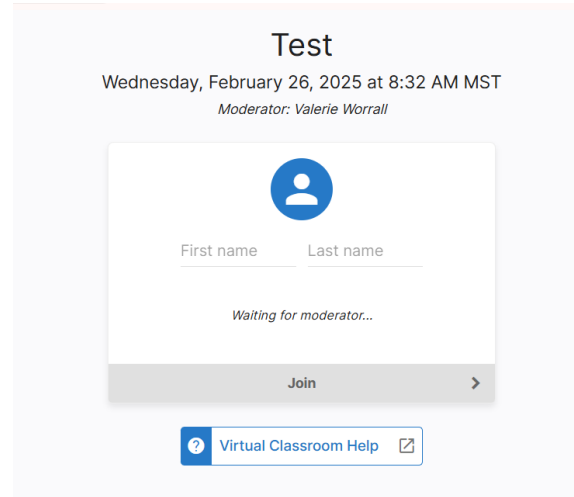 Test
Wednesday, February 26, 2025 at 8:32 AM MST
Moderator: Valerie Worrall
First name Last name
Waiting for moderator...
Join
Virtual Classroom Help